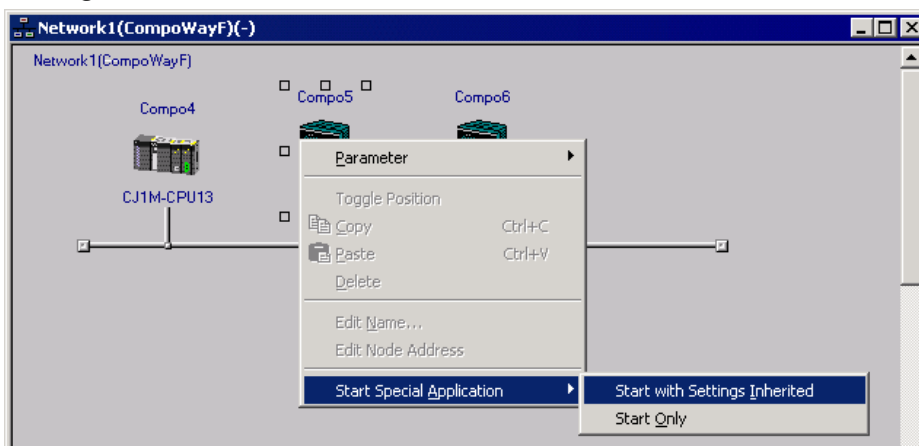 Network1(CompoWayF)(-)
Network1(CompoWayF)
Compo4
Compo5
Compo6
CJ1M-CPU13
Parameter
Toggle Position
Copy Ctrl+C
Paste Ctrl+V
Delete
Edit Name...
Edit Node Address
Start Special Application
Start with Settings Inherited
Start Only